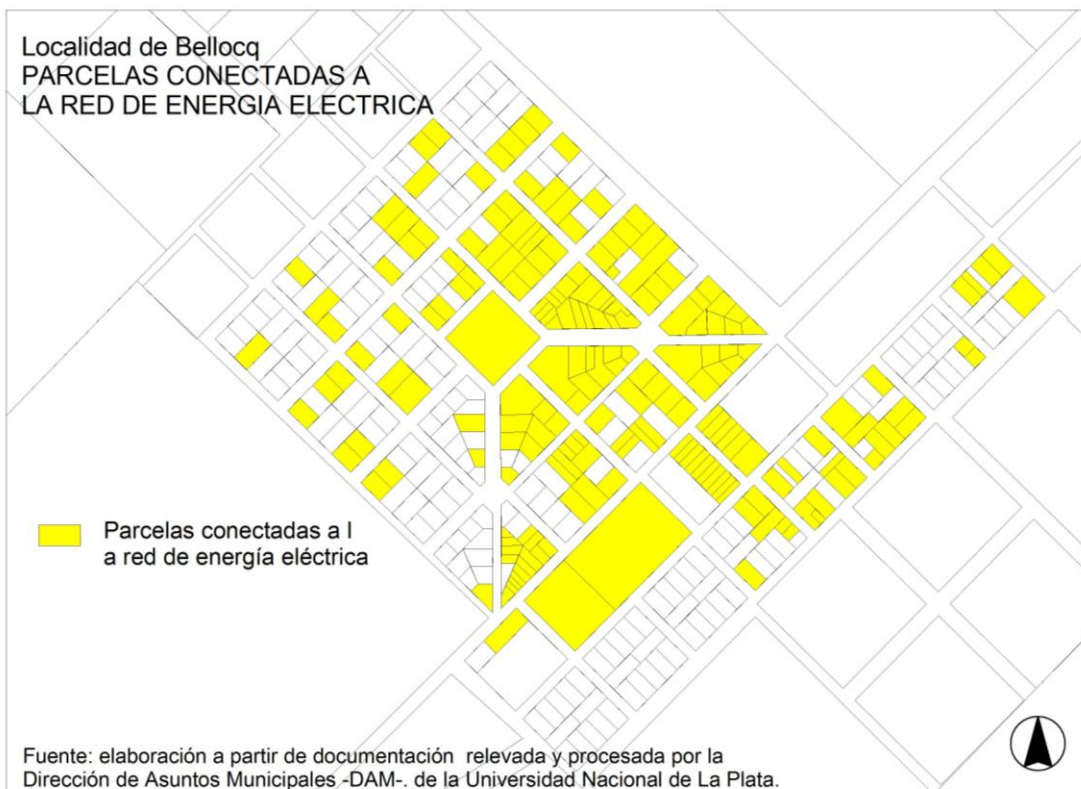 Localidad de Bellocq
PARCELAS CONECTADAS A
LA RED DE ENERGIA ELECTRICA
Parcelas conectadas a l
a red de energía eléctrica
Fuente: elaboración a partir de documentación relevada y procesada por la
Dirección de Asuntos Municipales -DAM-. de la Universidad Nacional de La Plata.